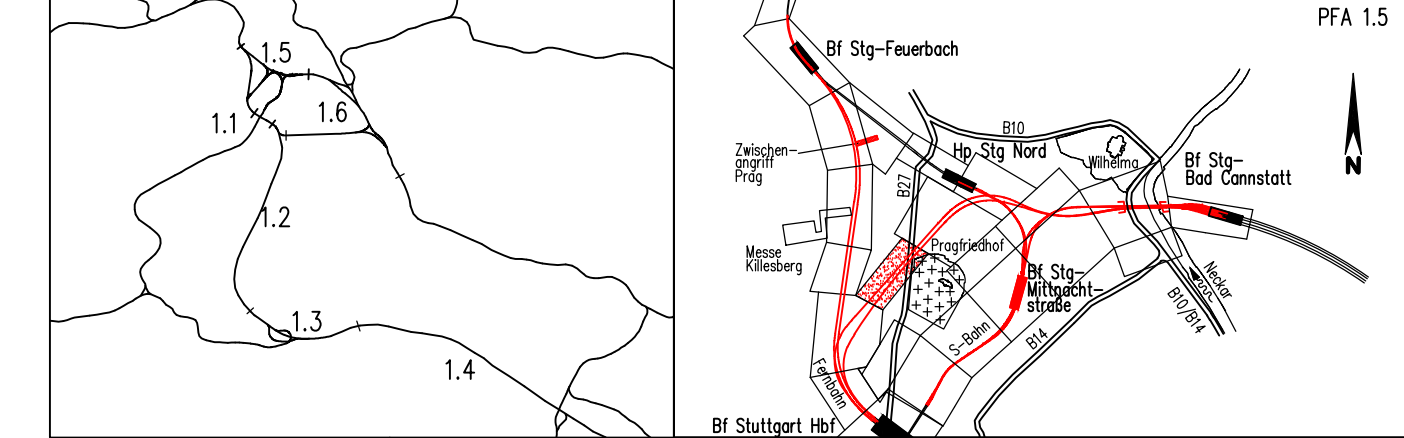 1.5
1.6
1.1
1.2
1.3
1.4
PFA 1.5
Bf Stg-Feuerbach
B10
Zwischen-
angriff
Prag
Hp Stg Nord
Wilhelma
Bf Stg-
Bad Cannstatt
B27
Messe
Killesberg
Pragfriedhof
Bf Stg-
Mittnacht-
straße
Neckar
B10/B14
S-Bahn
B14
Fernbahn
Bf Stuttgart Hbf
N